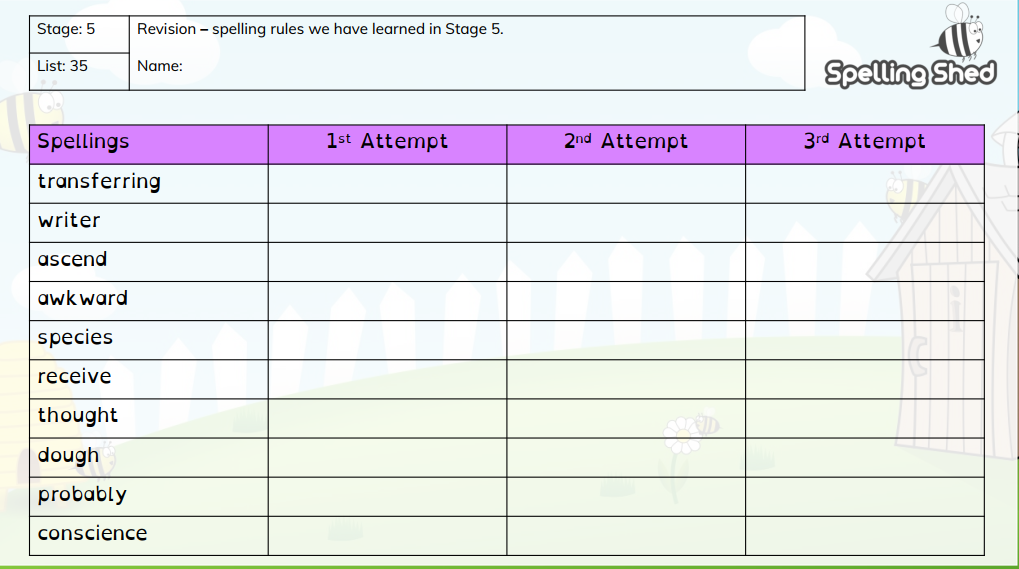 Stage: 5
Revision – spelling rules we have learned in Stage 5.
List: 35
Name:
Spelling Shed
Spellings 1st Attempt 2nd Attempt 3rd Attempt
transferring
writer
ascend
awkward
species
receive
thought
dough
probably
conscience